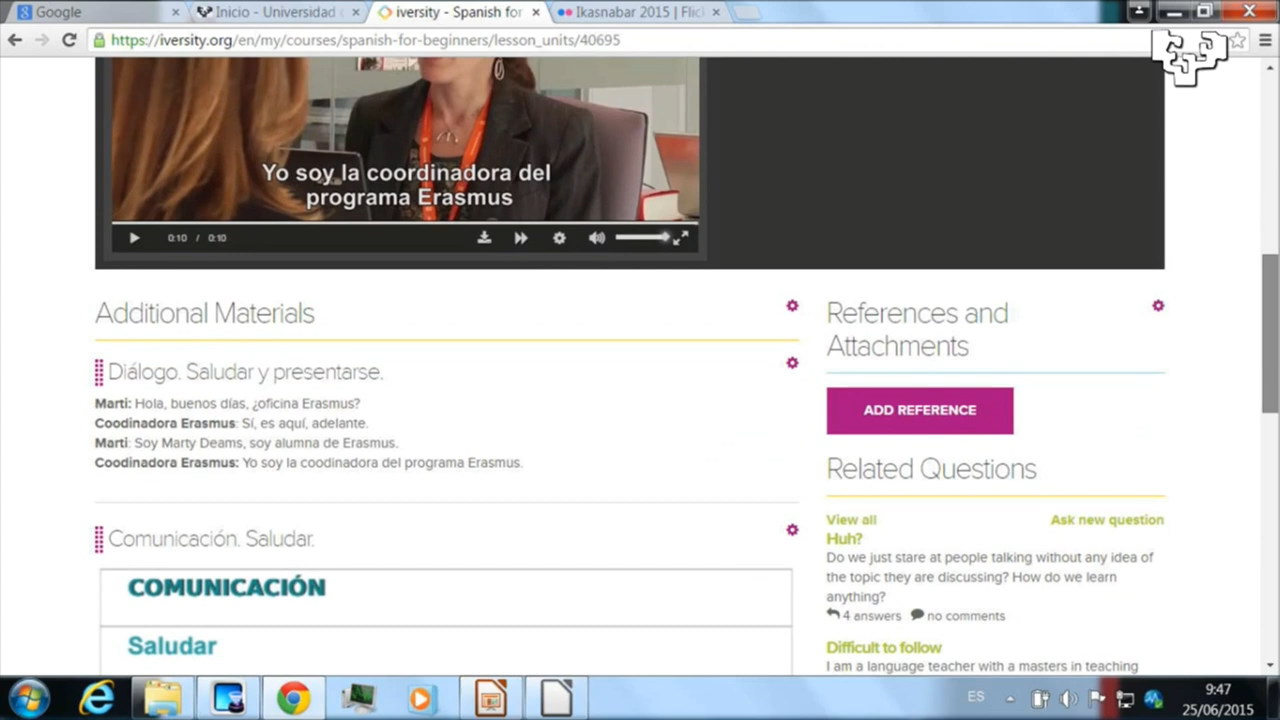 Google
Inicio - Universidad
iversity - Spanish for
Ikasnabar 2015 | Flick
https://iversity.org/en/my/courses/spanish-for-beginners/lesson_units/40695
Yo soy la coordinadora del
programa Erasmus
0:10 / 0:10
Additional Materials
Diálogo. Saludar y presentarse.
Marti: Hola, buenos días, ¿oficina Erasmus?
Coodinadora Erasmus: Sí, es aquí, adelante.
Marti: Soy Marty Deams, soy alumna de Erasmus.
Coodinadora Erasmus: Yo soy la coodinadora del programa Erasmus.
Comunicación. Saludar.
COMUNICACIÓN
Saludar
References and
Attachments
ADD REFERENCE
Related Questions
View all
Ask new question
Huh?
Do we just stare at people talking without any idea of
the topic they are discussing? How do we learn
anything?
4 answers no comments
Difficult to follow
I am a language teacher with a masters in teaching
ES
9:47
25/06/2015